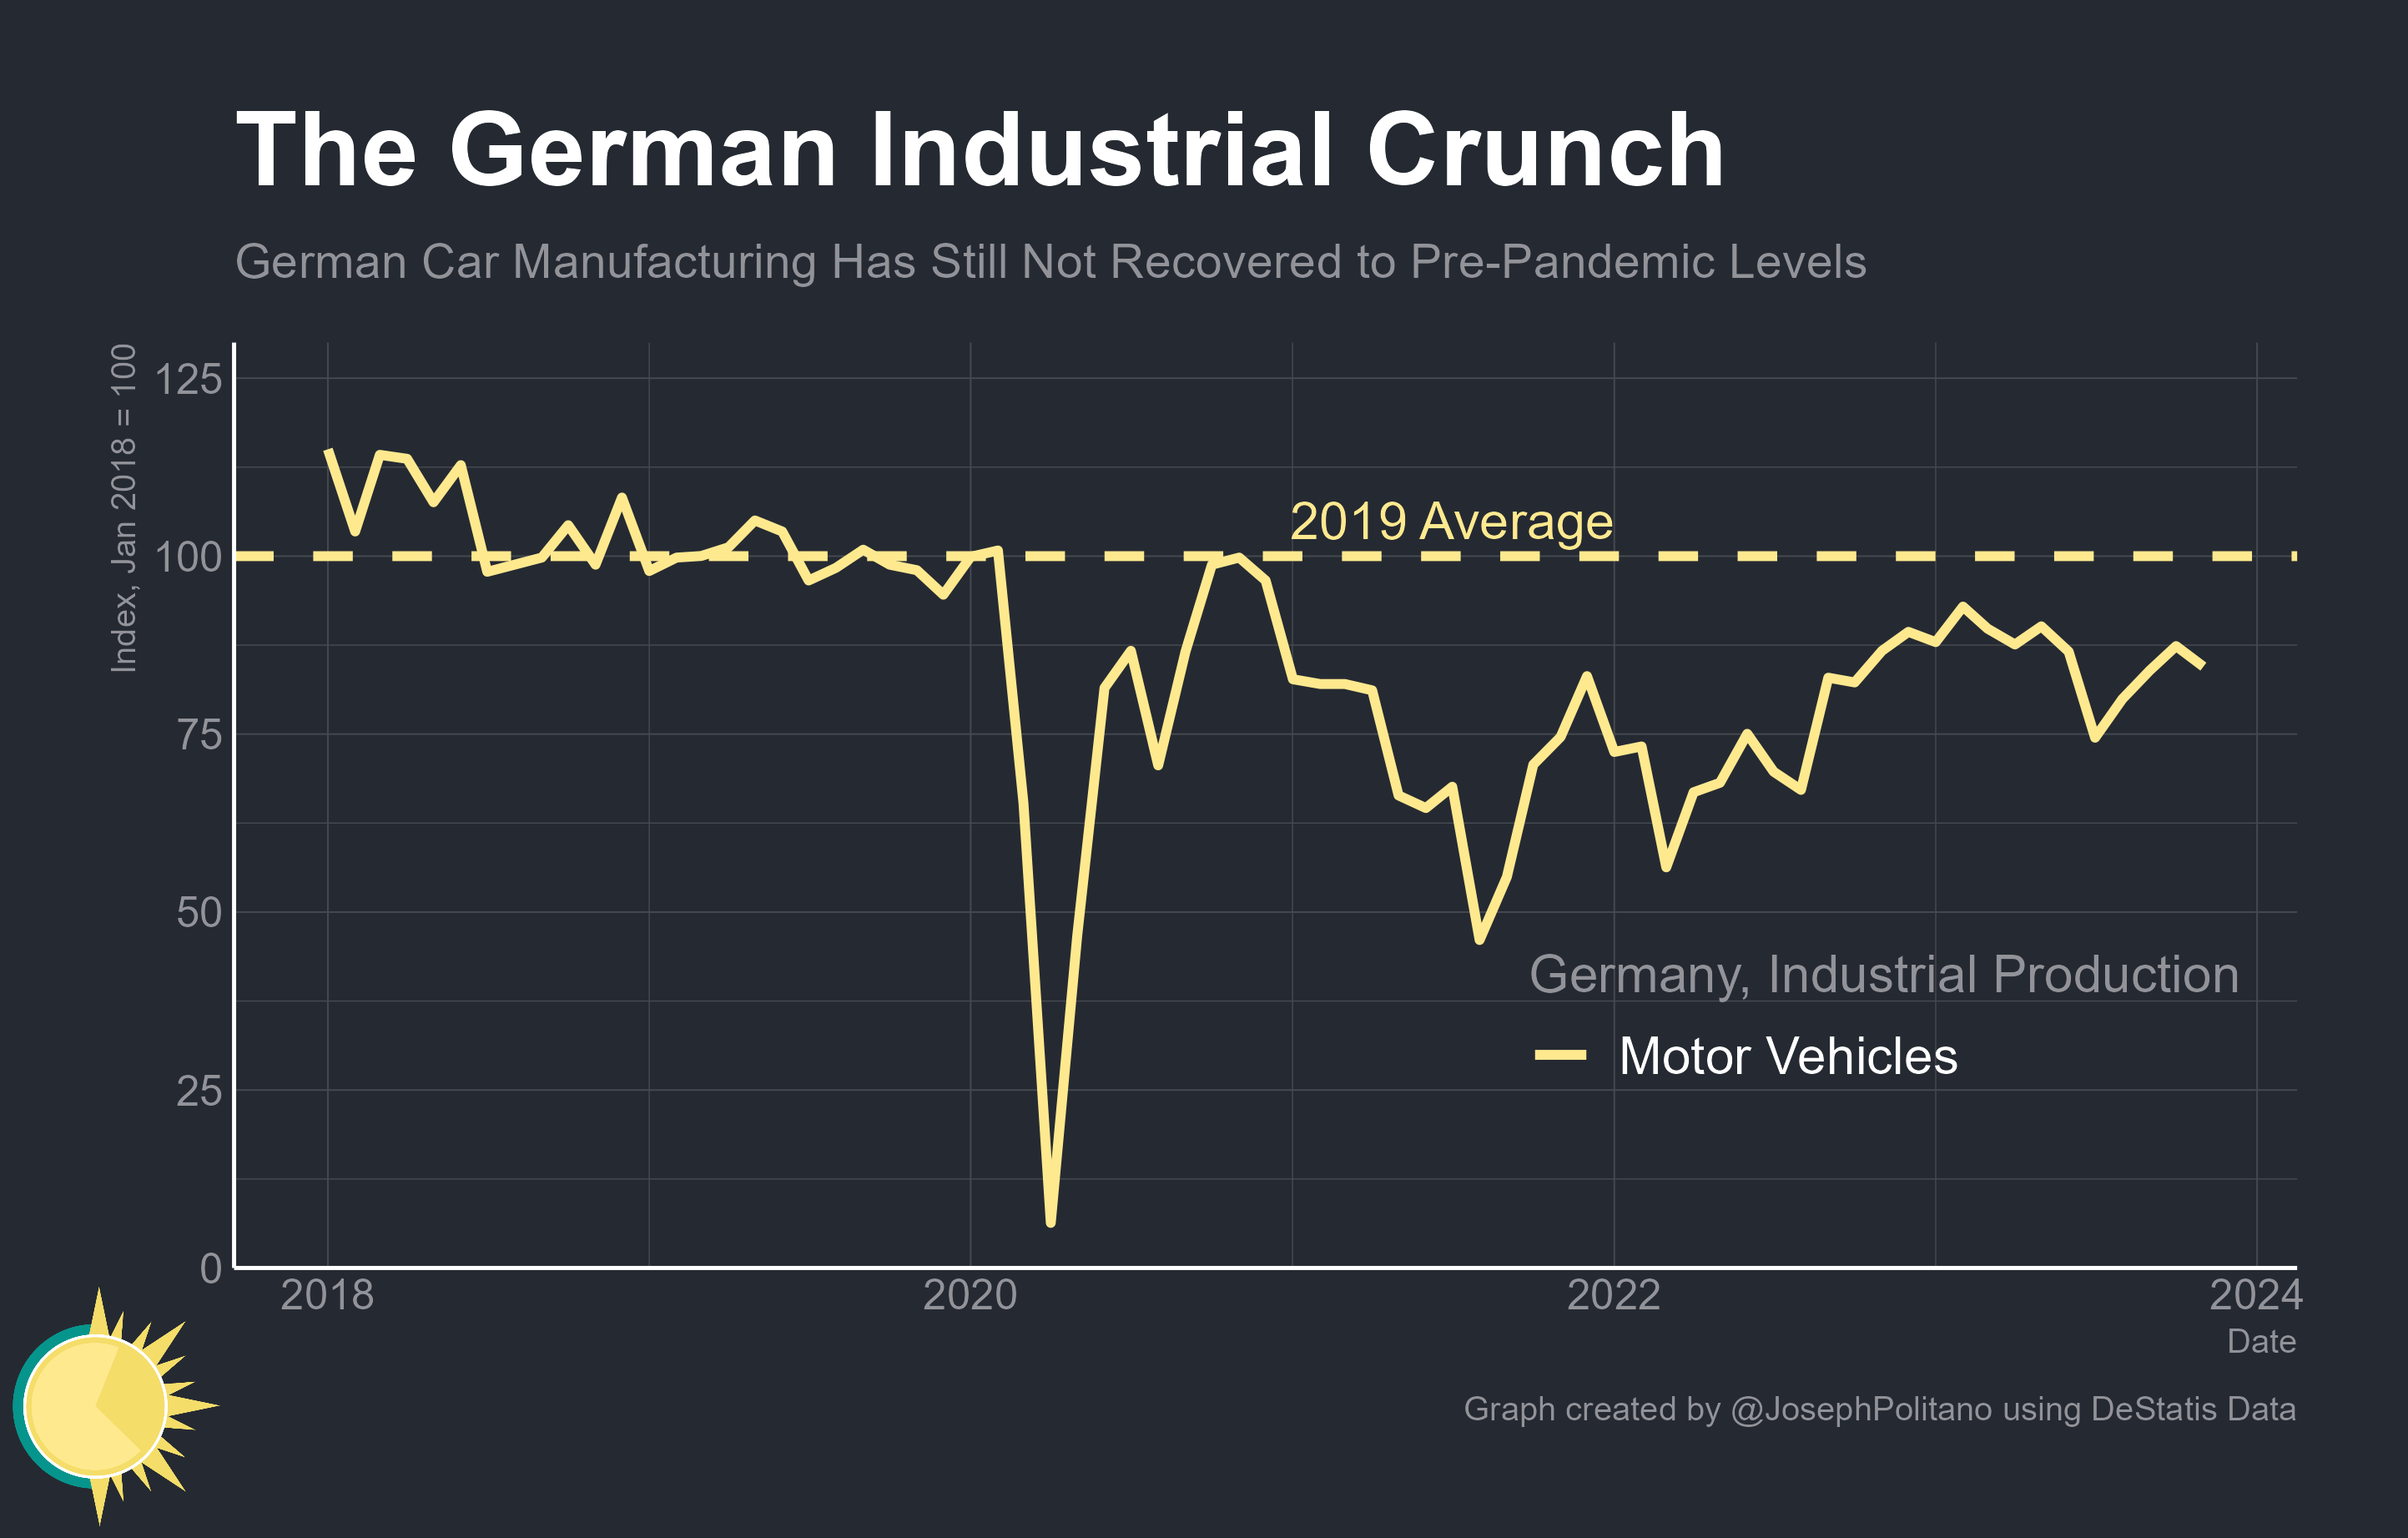 The German Industrial Crunch
German Car Manufacturing Has Still Not Recovered to Pre-Pandemic Levels
Index, Jan 2018 = 100
125
100
75
50
25
0
2019 Average
Germany, Industrial Production
Motor Vehicles
2018
2020
2022
2024
Date
Graph created by @JosephPolitano using DeStatis Data